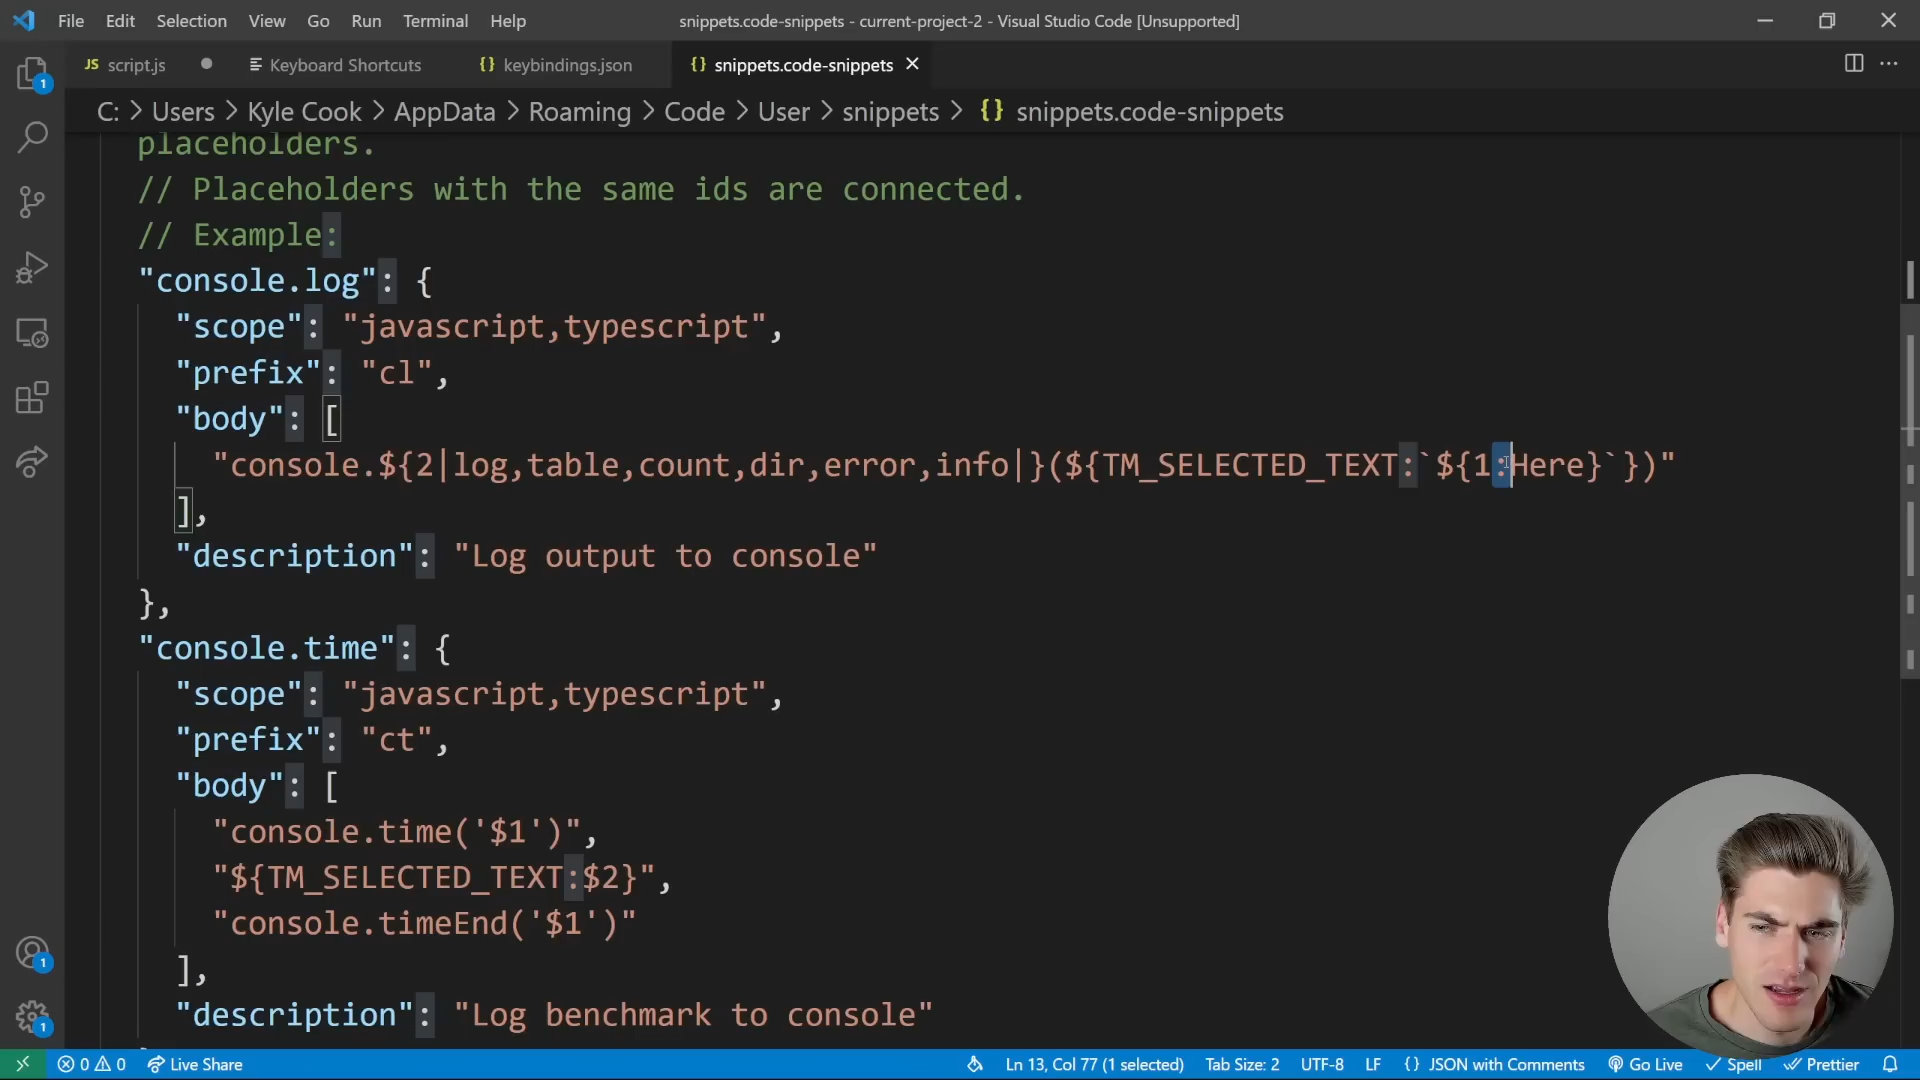 File Edit Selection View Go Run Terminal Help
snippets.code-snippets - current-project-2 - Visual Studio Code [Unsupported]
JS script.js
Keyboard Shortcuts
{} keybindings.json
{} snippets.code-snippets
C: > Users > Kyle Cook > AppData > Roaming > Code > User > snippets > {} snippets.code-snippets
placeholders.
// Placeholders with the same ids are connected.
// Example:
"console.log": {
"scope": "javascript,typescript",
"prefix": "cl",
"body": [
"console.${2|log,table,count,dir,error,info|}(${TM_SELECTED_TEXT:`${1:Here}`})"
],
"description": "Log output to console"
},
"console.time": {
"scope": "javascript,typescript",
"prefix": "ct",
"body": [
"console.time('$1')",
"${TM_SELECTED_TEXT:$2}",
"console.timeEnd('$1')"
],
"description": "Log benchmark to console"
1
1
1
0 0 Live Share
Ln 13, Col 77 (1 selected) Tab Size: 2 UTF-8 LF {} JSON with Comments Go Live Spell Prettier